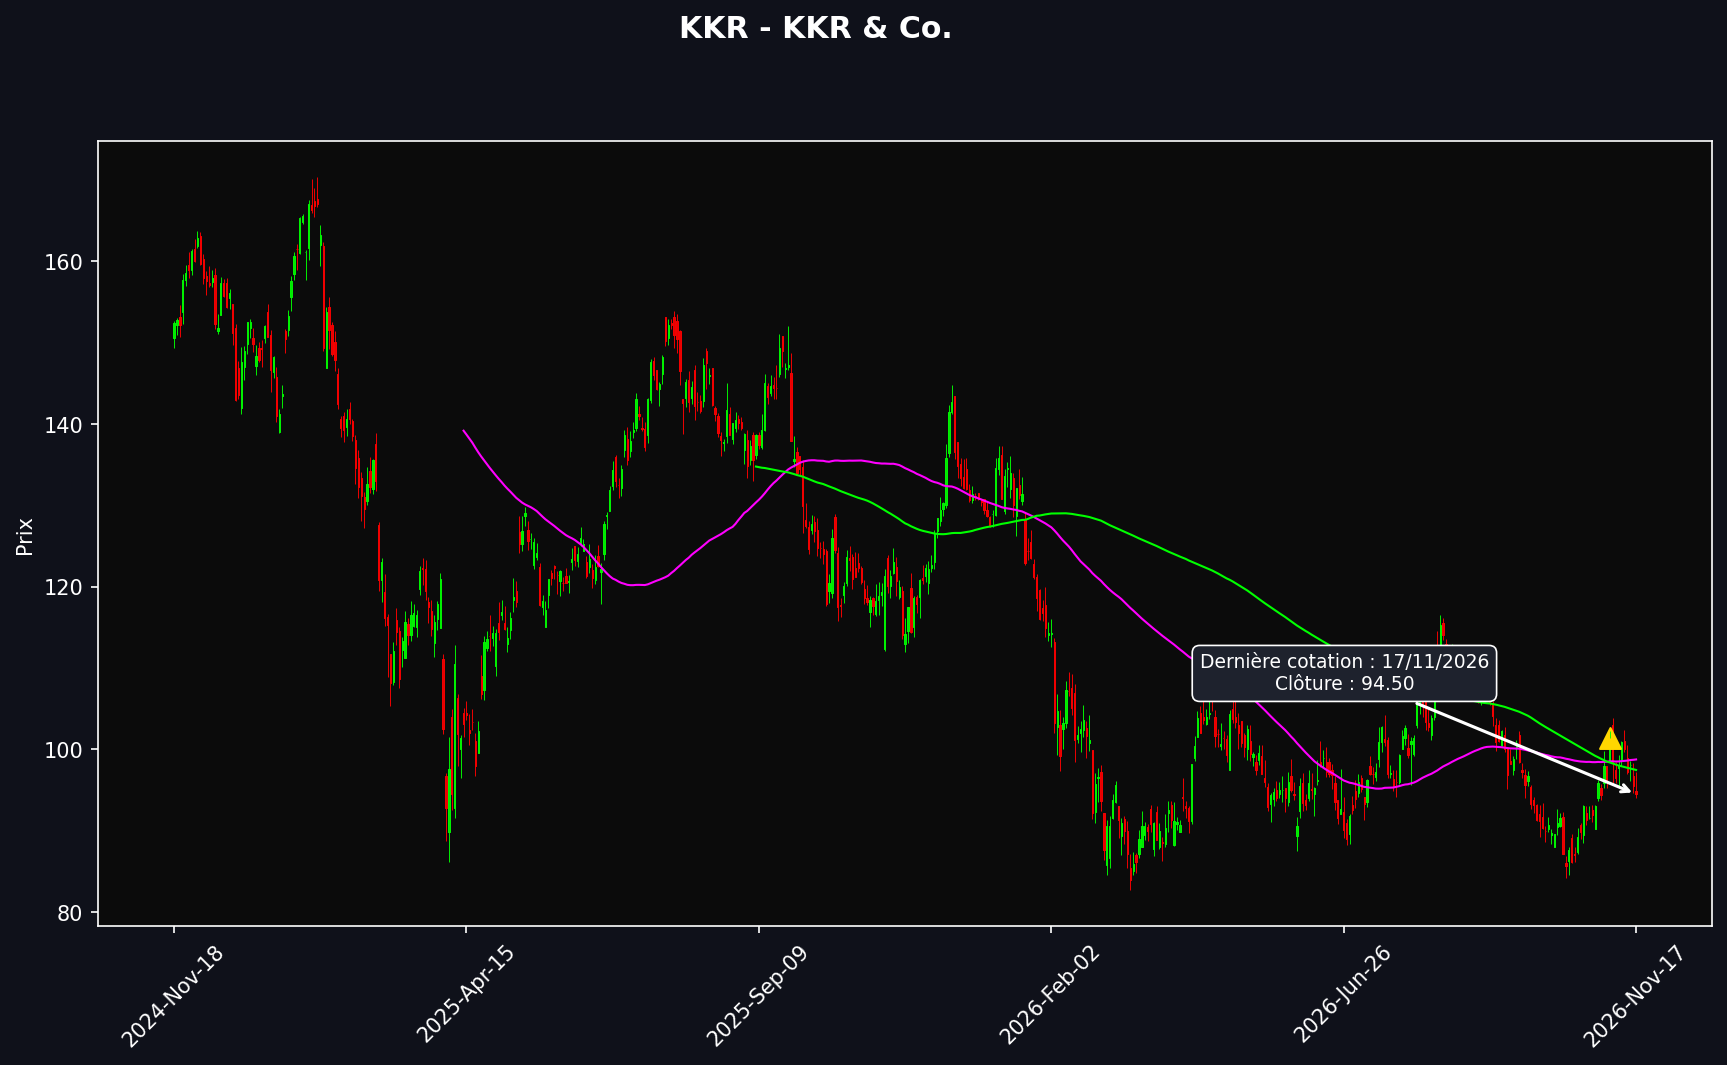 KKR - KKR & Co.
160
140
120
100
80
Prix
Dernière cotation : 17/11/2026
Clôture : 94.50
2024-Nov-18
2025-Apr-15
2025-Sep-09
2026-Feb-02
2026-Jun-26
2026-Nov-17